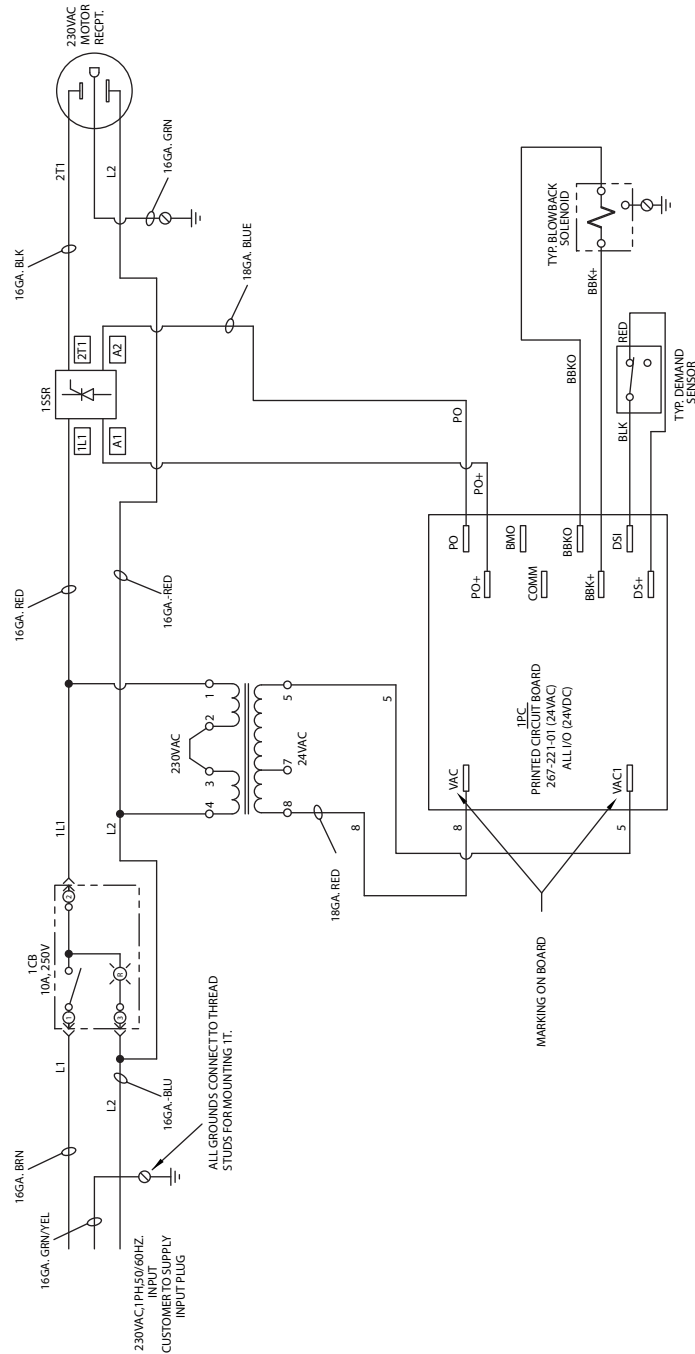 16GA. GRN/YEL
16GA. BRN
L1
230VAC,1PH,50/60HZ.
INPUT
CUSTOMER TO SUPPLY
INPUT PLUG
L2
16GA.-BLU
ALL GROUNDS CONNECT TO THREAD
STUDS FOR MOUNTING 1T.
1CB
10A, 250V
1
2
3
R
1L1
L2
16GA. RED
16GA.-RED
230VAC
4
3
2
1
24VAC
8
7
5
18GA. RED
8
5
1SSR
1L1
2T1
A1
A2
16GA. BLK
2T1
L2
230VAC
MOTOR
RECPT.
16GA. GRN
18GA. BLUE
PO
PO+
MARKING ON BOARD
8
5
VAC
VAC1
1PC
PRINTED CIRCUIT BOARD
267-221-01 (24VAC)
ALL I/O (24VDC)
PO
PO+
BMO
COMM
BBKO
BBK+
DSI
DS+
BBKO
BBK+
TYP. BLOWBACK
SOLENOID
BLK
RED
TYP. DEMAND
SENSOR